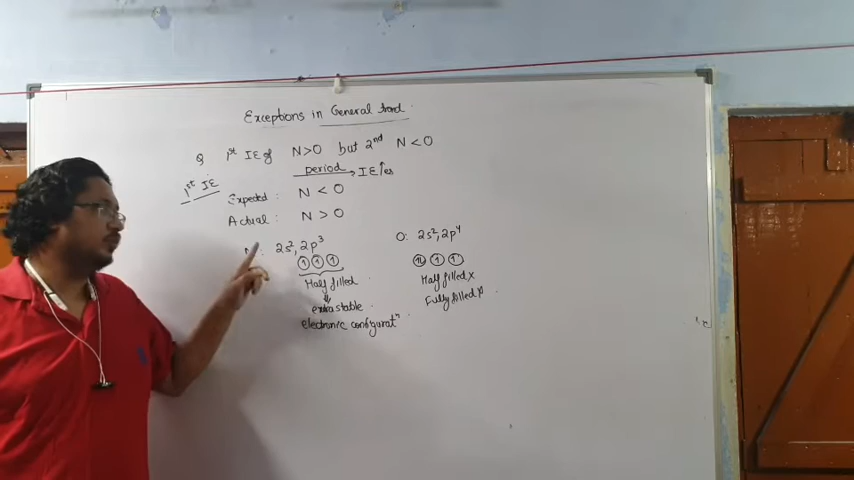 Exceptions in General trend
Q 1st IE of N>O but 2nd N<O
period → IE↑es
1st IE
Expected : N < O
Actual : N > O
N: 2s², 2p³
O: 2s², 2p⁴
Half filled
Half filled x
Fully filled x
extra stable
electronic configuratⁿ